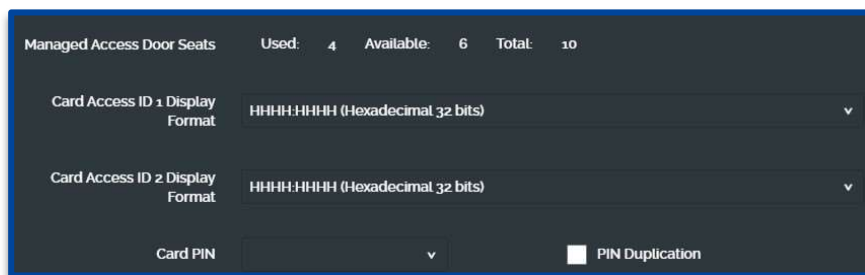 Managed Access Door Seats Used: 4 Available: 6 Total: 10
Card Access ID 1 Display
Format
HHHH:HHHH (Hexadecimal 32 bits)
Card Access ID 2 Display
Format
HHHH:HHHH (Hexadecimal 32 bits)
Card PIN PIN Duplication